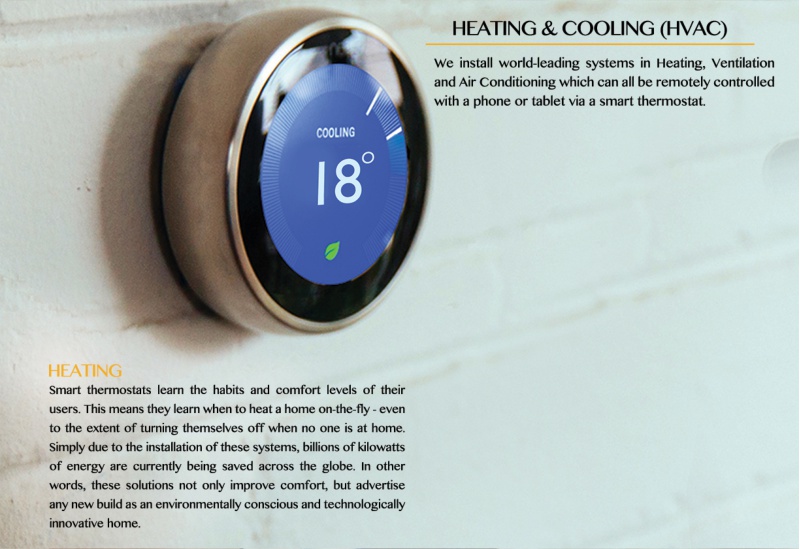 HEATING & COOLING (HVAC)
We install world-leading systems in Heating, Ventilation
and Air Conditioning which can all be remotely controlled
with a phone or tablet via a smart thermostat.
COOLING
18°
HEATING
Smart thermostats learn the habits and comfort levels of their
users. This means they learn when to heat a home on-the-fly - even
to the extent of turning themselves off when no one is at home.
Simply due to the installation of these systems, billions of kilowatts
of energy are currently being saved across the globe. In other
words, these solutions not only improve comfort, but advertise
any new build as an environmentally conscious and technologically
innovative home.